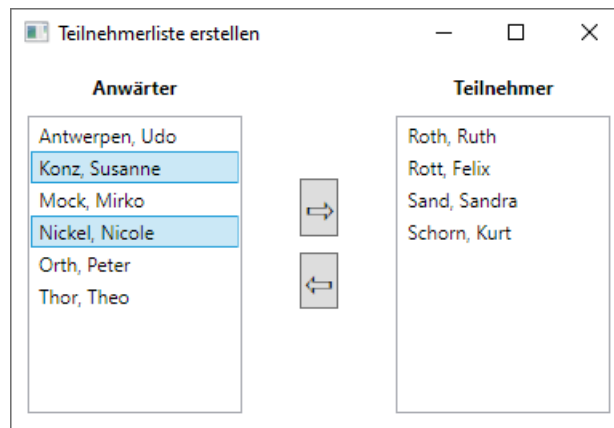 Teilnehmerliste erstellen
Anwärter
Teilnehmer
Antwerpen, Udo
Konz, Susanne
Mock, Mirko
Nickel, Nicole
Orth, Peter
Thor, Theo
⇨
⇦
Roth, Ruth
Rott, Felix
Sand, Sandra
Schorn, Kurt